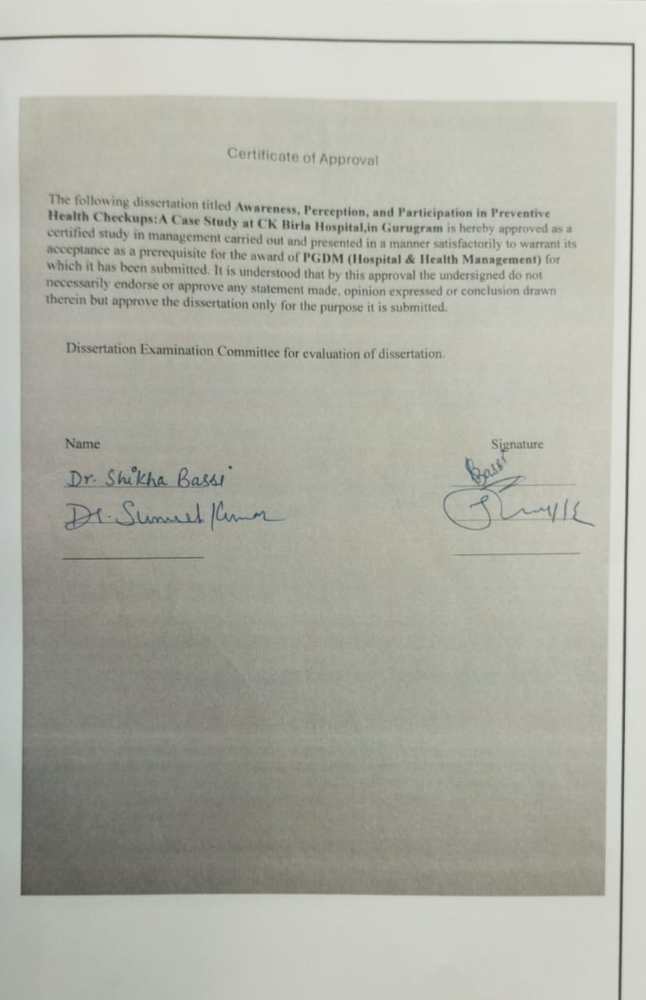 Certificate of Approval
The following dissertation titled Awareness, Perception, and Participation in Preventive
Health Checkups:A Case Study at CK Birla Hospital,in Gurugram is hereby approved as a
certified study in management carried out and presented in a manner satisfactorily to warrant its
acceptance as a prerequisite for the award of PGDM (Hospital & Health Management) for
which it has been submitted. It is understood that by this approval the undersigned do not
necessarily endorse or approve any statement made, opinion expressed or conclusion drawn
therein but approve the dissertation only for the purpose it is submitted.
Dissertation Examination Committee for evaluation of dissertation.
Name Signature
Dr. Shikha Bassi Bassi
Dr. Sumeet Kumar